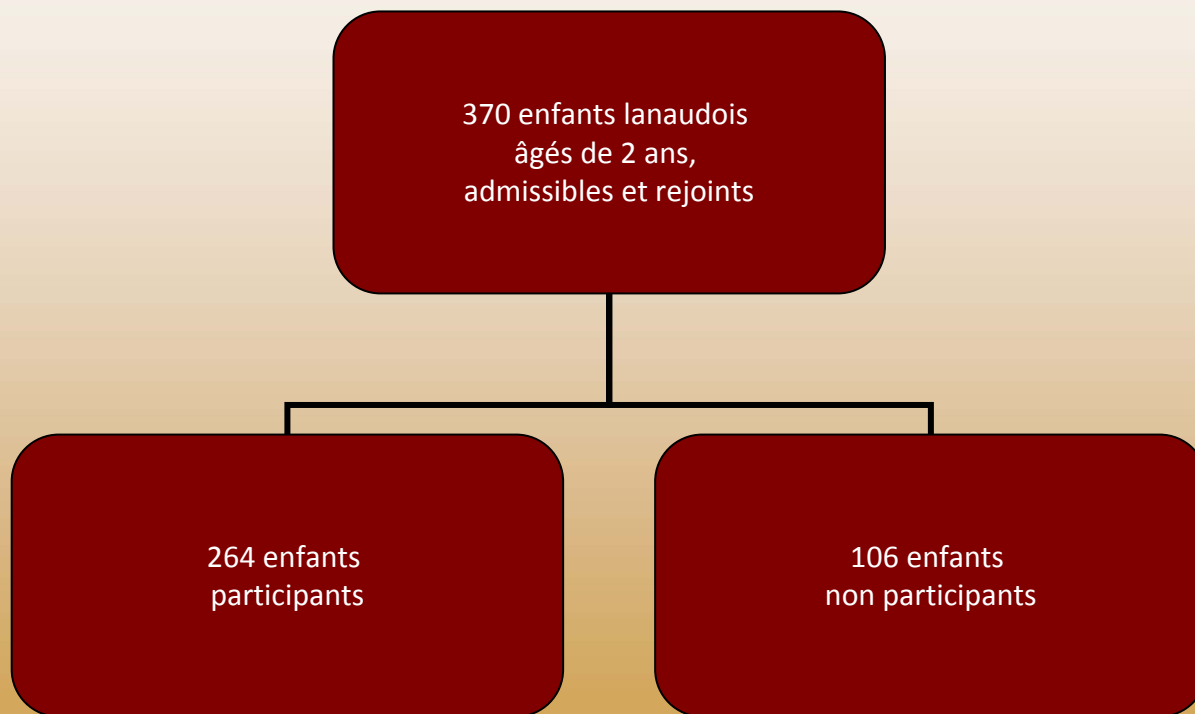 370 enfants lanaudois
âgés de 2 ans,
admissibles et rejoints
264 enfants
participants
106 enfants
non participants